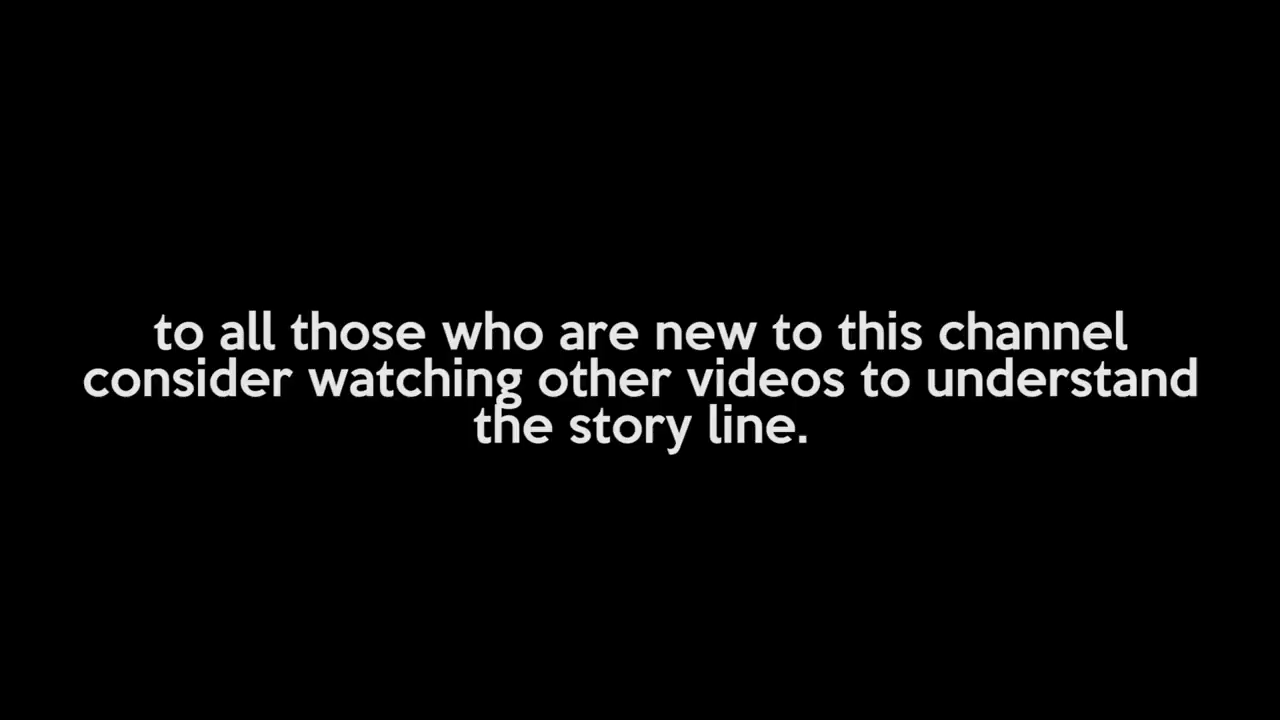 to all those who are new to this channel
consider watching other videos to understand
the story line.